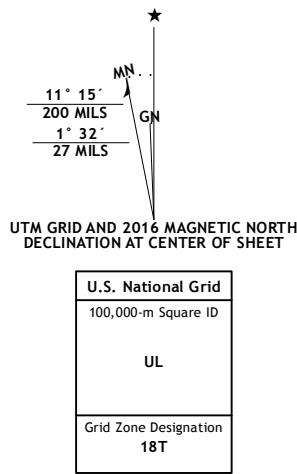 MN
11° 15´
200 MILS
GN
1° 32´
27 MILS
UTM GRID AND 2016 MAGNETIC NORTH
DECLINATION AT CENTER OF SHEET
U.S. National Grid
100,000-m Square ID
UL
Grid Zone Designation
18T